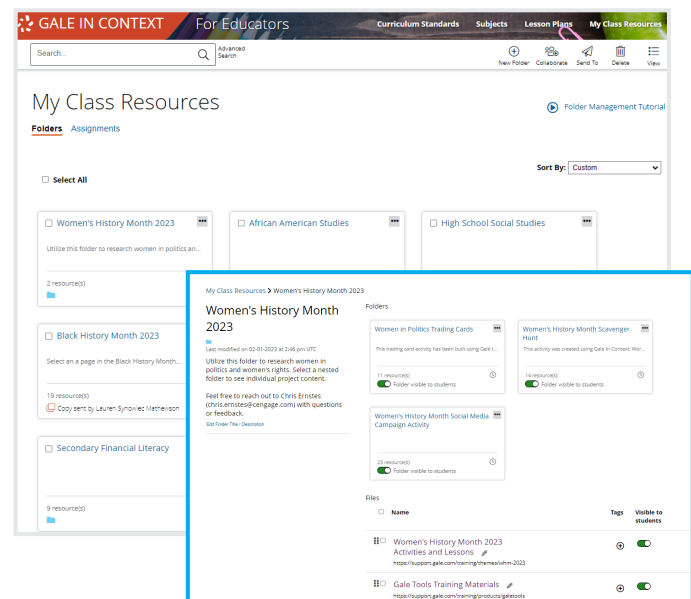 GALE IN CONTEXT For Educators
Curriculum Standards Subjects Lesson Plans My Class Resources
Search...
Advanced
Search
New Folder Collaborate Send To Delete View
My Class Resources
Folder Management Tutorial
Folders Assignments
Sort By: Custom
Select All
Women's History Month 2023
Utilize this folder to research women in politics an...
2 resource(s)
African American Studies
High School Social Studies
Black History Month 2023
Select an a page in the Black History Month...
19 resource(s)
Copy sent by Lauren Synowiec Mathewson
Secondary Financial Literacy
9 resource(s)
My Class Resources > Women's History Month 2023
Women's History Month
2023
Last modified on 02-01-2023 at 2:46 pm UTC
Utilize this folder to research women in
politics and women's rights. Select a nested
folder to see individual project content.
Feel free to reach out to Chris Ernstes
(chris.ernstes@cengage.com) with questions
or feedback.
Edit Folder Title / Description
Folders
Women in Politics Trading Cards
This trading card activity has been built using Gale I...
11 resource(s)
Folder visible to students
Women's History Month Scavenger
Hunt
This activity was created using Gale In Context: Wor...
14 resource(s)
Folder visible to students
Women's History Month Social Media
Campaign Activity
23 resource(s)
Folder visible to students
Files
Name Tags Visible to
students
Women's History Month 2023
Activities and Lessons
https://support.gale.com/training/themes/whm-2023
Gale Tools Training Materials
https://support.gale.com/training/products/galetools